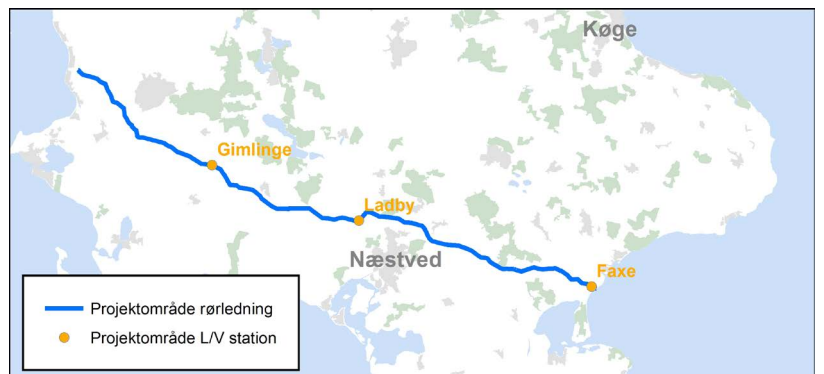 Køge
Gimlinge
Ladby
Næstved
Faxe
Projektområde rørledning
Projektområde L/V station